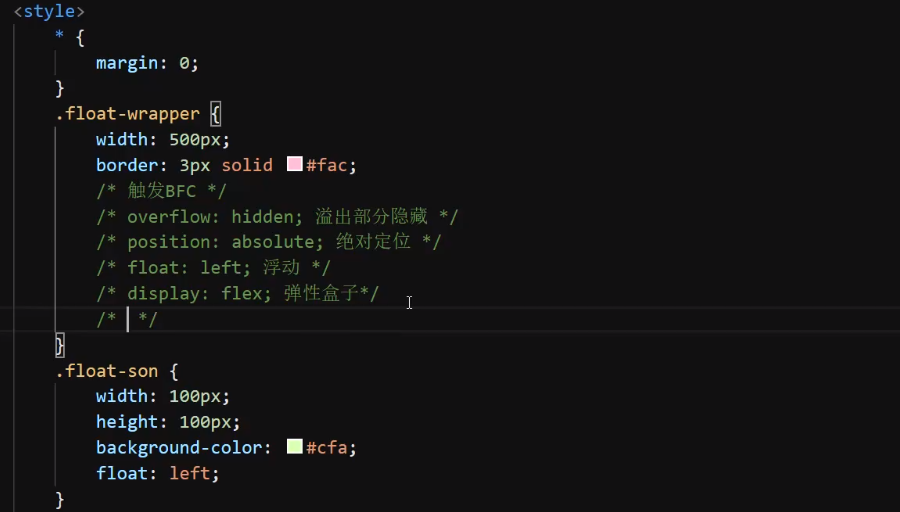 <style>
* {
margin: 0;
}
.float-wrapper {
width: 500px;
border: 3px solid #fac;
/* 触发BFC */
/* overflow: hidden; 溢出部分隐藏 */
/* position: absolute; 绝对定位 */
/* float: left; 浮动 */
/* display: flex; 弹性盒子*/
/* */
}
.float-son {
width: 100px;
height: 100px;
background-color: #cfa;
float: left;
}